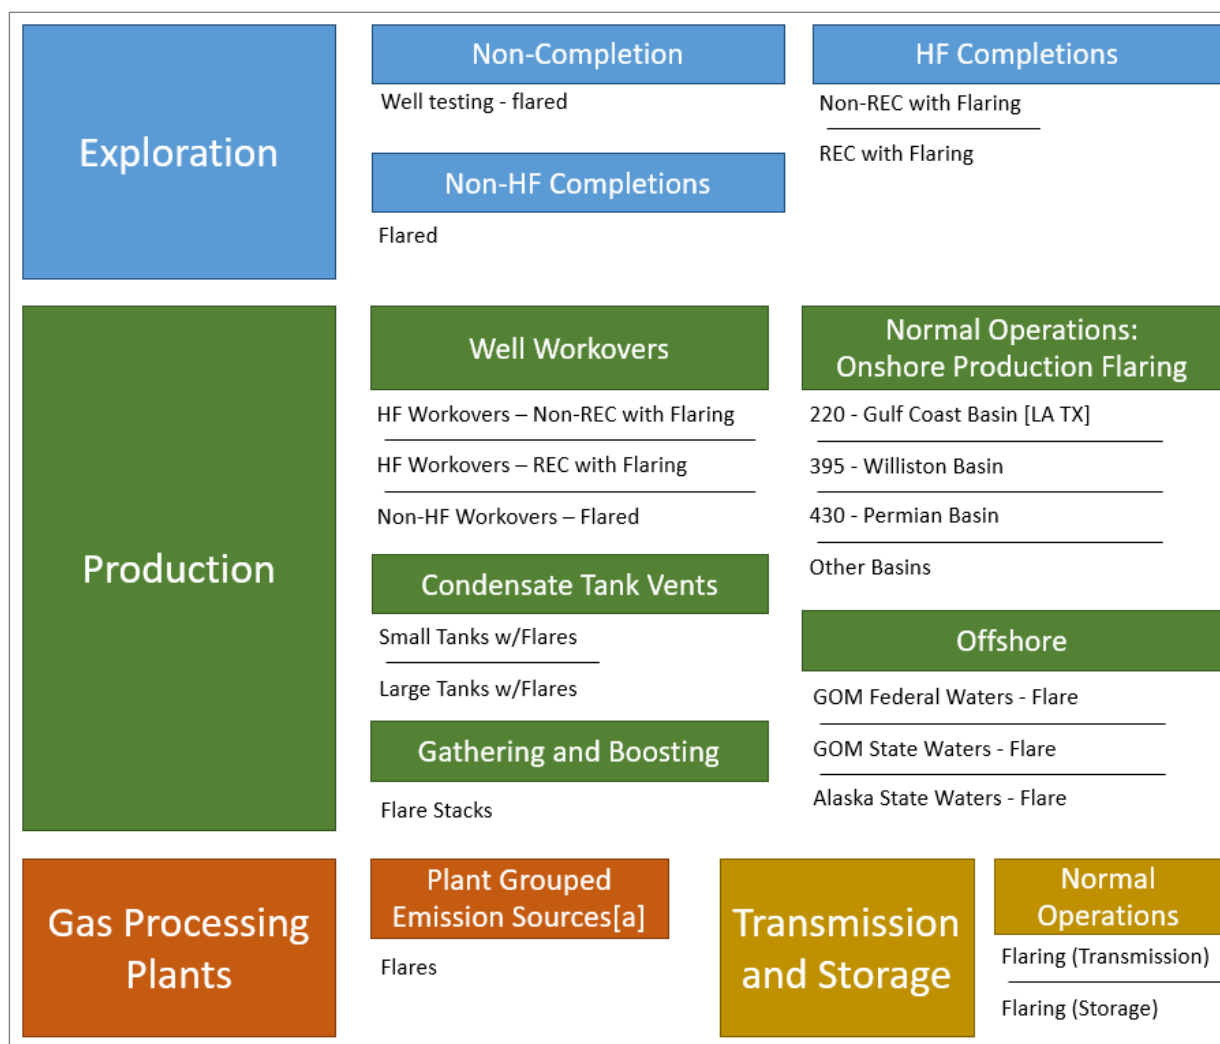 Exploration
Non-Completion
Well testing - flared
Non-HF Completions
Flared
HF Completions
Non-REC with Flaring
REC with Flaring
Production
Well Workovers
HF Workovers – Non-REC with Flaring
HF Workovers – REC with Flaring
Non-HF Workovers – Flared
Condensate Tank Vents
Small Tanks w/Flares
Large Tanks w/Flares
Gathering and Boosting
Flare Stacks
Normal Operations:
Onshore Production Flaring
220 - Gulf Coast Basin [LA TX]
395 - Williston Basin
430 - Permian Basin
Other Basins
Offshore
GOM Federal Waters - Flare
GOM State Waters - Flare
Alaska State Waters - Flare
Gas Processing
Plants
Plant Grouped
Emission Sources[a]
Flares
Transmission
and Storage
Normal
Operations
Flaring (Transmission)
Flaring (Storage)